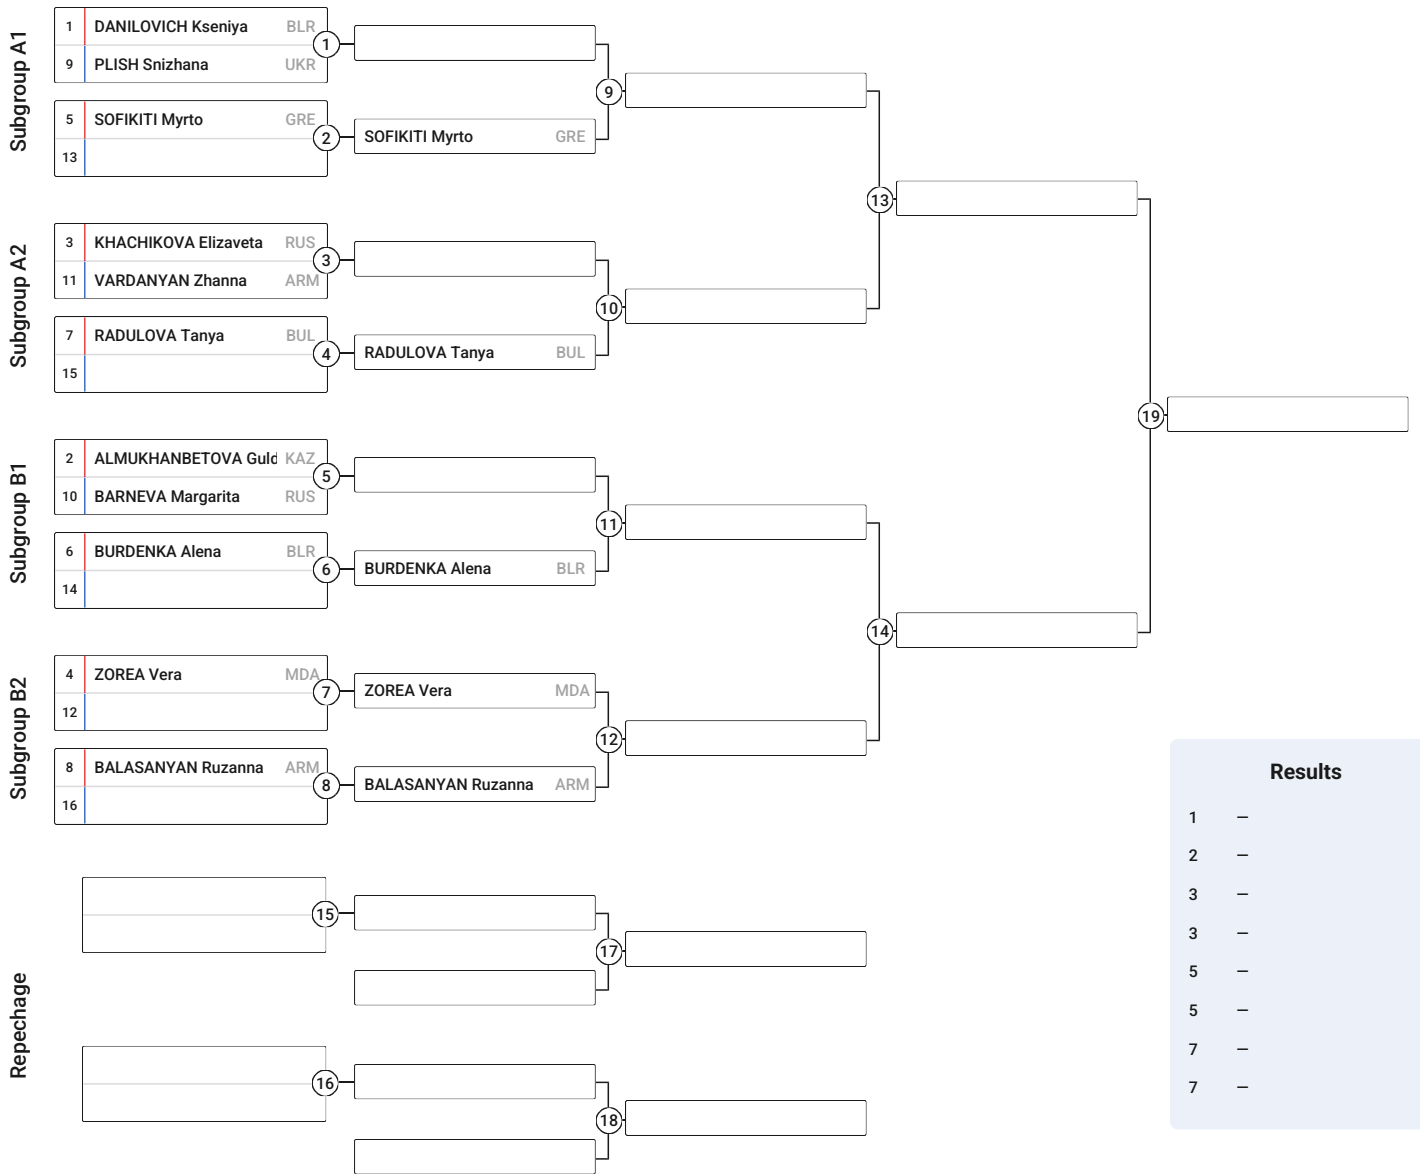 Subgroup A1
1 DANILOVICH Kseniya BLR
9 PLISH Snizhana UKR
1
5 SOFIKITI Myrto GRE
13
2
SOFIKITI Myrto GRE
9
Subgroup A2
3 KHACHIKOVA Elizaveta RUS
11 VARDANYAN Zhanna ARM
3
7 RADULOVA Tanya BUL
15
4
RADULOVA Tanya BUL
10
13
Subgroup B1
2 ALMUKHANBETOVA Guld KAZ
10 BARNEVA Margarita RUS
5
6 BURDENKA Alena BLR
14
6
BURDENKA Alena BLR
11
Subgroup B2
4 ZOREA Vera MDA
12
7
ZOREA Vera MDA
8 BALASANYAN Ruzanna ARM
16
8
BALASANYAN Ruzanna ARM
12
14
19
Repechage
15
17
16
18
Results
1 –
2 –
3 –
3 –
5 –
5 –
7 –
7 –